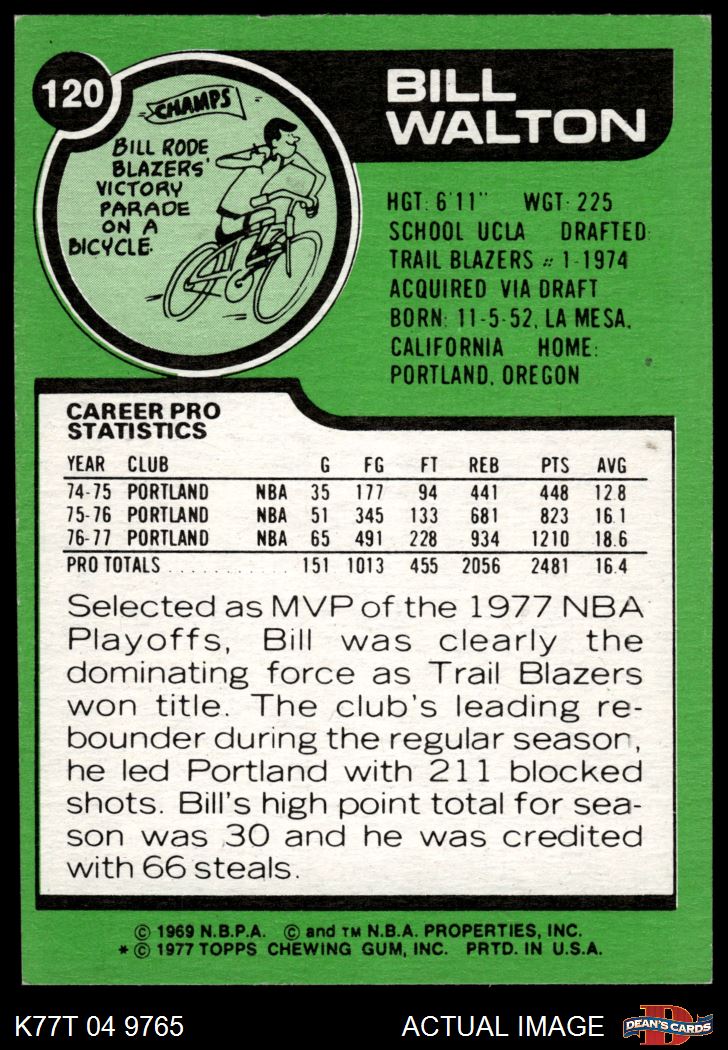 120
CHAMPS
BILL RODE
BLAZERS'
VICTORY
PARADE
ON A
BICYCLE.
BILL
WALTON
HGT: 6'11" WGT: 225
SCHOOL UCLA DRAFTED:
TRAIL BLAZERS #1-1974
ACQUIRED VIA DRAFT
BORN: 11-5-52, LA MESA,
CALIFORNIA HOME:
PORTLAND, OREGON
CAREER PRO
STATISTICS
YEAR CLUB G FG FT REB PTS AVG
74-75 PORTLAND NBA 35 177 94 441 448 12.8
75-76 PORTLAND NBA 51 345 133 681 823 16.1
76-77 PORTLAND NBA 65 491 228 934 1210 18.6
PRO TOTALS . . . . . . . . . . . 151 1013 455 2056 2481 16.4
Selected as MVP of the 1977 NBA
Playoffs, Bill was clearly the
dominating force as Trail Blazers
won title. The club's leading re-
bounder during the regular season,
he led Portland with 211 blocked
shots. Bill's high point total for sea-
son was 30 and he was credited
with 66 steals.
© 1969 N.B.P.A. © and TM N.B.A. PROPERTIES, INC.
* © 1977 TOPPS CHEWING GUM, INC. PRTD. IN U.S.A.
K77T 04 9765 ACTUAL IMAGE
D
DEAN'S CARDS